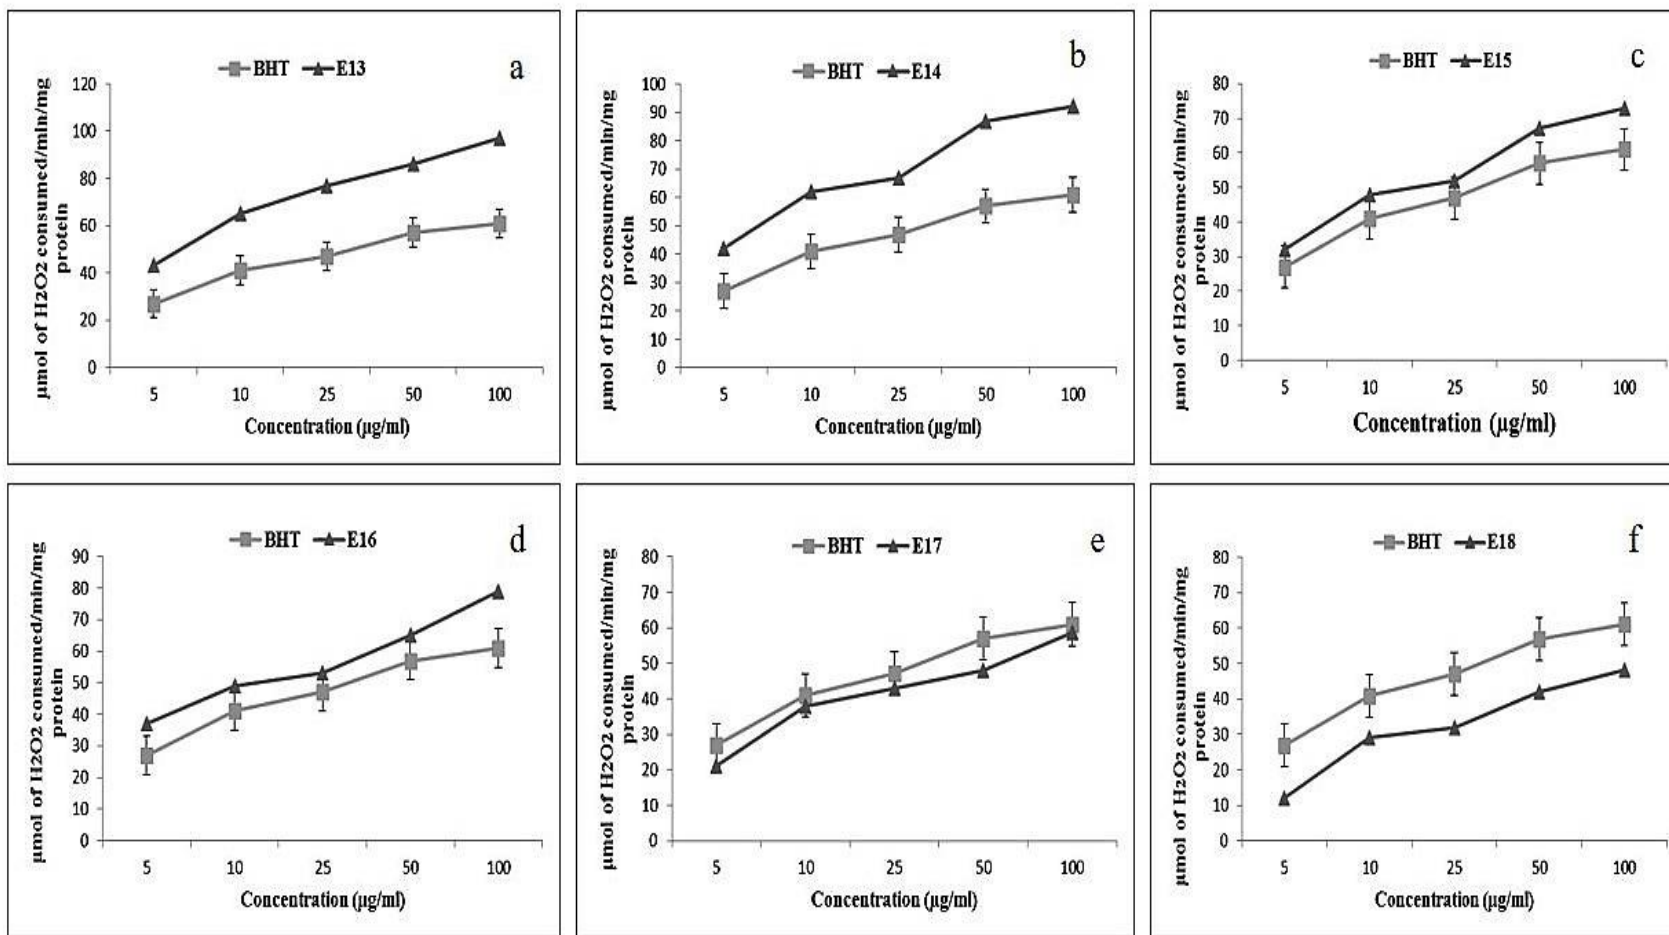 BHT E13 a
120
100
80
60
40
20
0
µmol of H2O2 consumed/min/mg
protein
5 10 25 50 100
Concentration (µg/ml)
BHT E14 b
100
90
80
70
60
50
40
30
20
10
0
µmol of H2O2 consumed/min/mg
protein
5 10 25 50 100
Concentration (µg/ml)
BHT E15 c
80
70
60
50
40
30
20
10
0
µmol of H2O2 consumed/min/mg
protein
5 10 25 50 100
Concentration (µg/ml)
BHT E16 d
90
80
70
60
50
40
30
20
10
0
µmol of H2O2 consumed/min/mg
protein
5 10 25 50 100
Concentration (µg/ml)
BHT E17 e
80
70
60
50
40
30
20
10
0
µmol of H2O2 consumed/min/mg
protein
5 10 25 50 100
Concentration (µg/ml)
BHT E18 f
80
70
60
50
40
30
20
10
0
µmol of H2O2 consumed/min/mg
protein
5 10 25 50 100
Concentration (µg/ml)